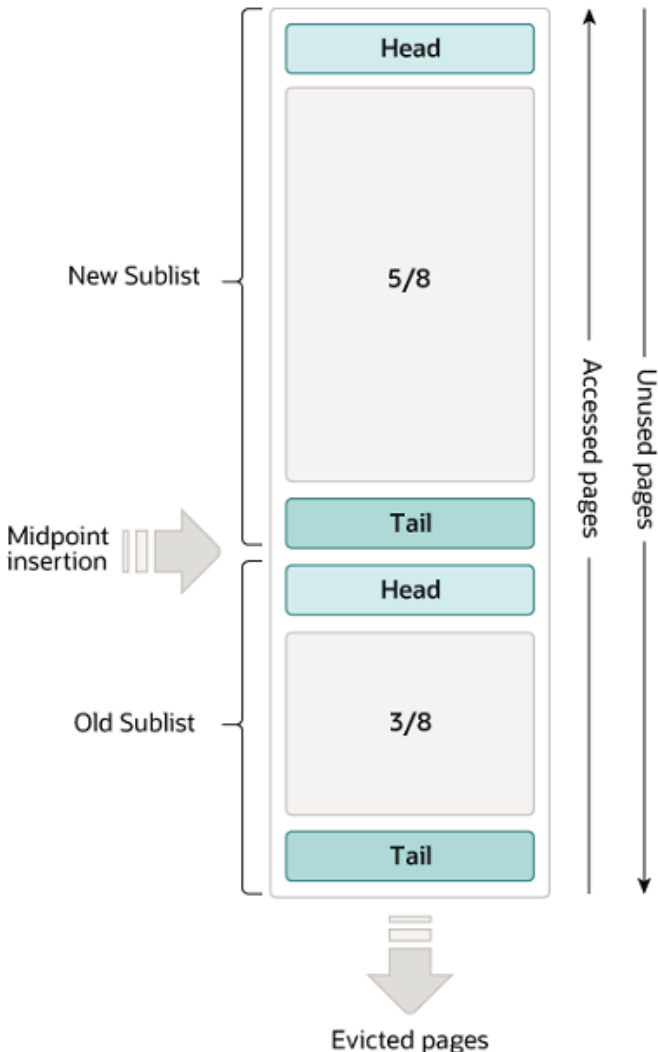 Head
New Sublist
5/8
Accessed pages
Unused pages
Tail
Midpoint
insertion
Head
Old Sublist
3/8
Tail
Evicted pages